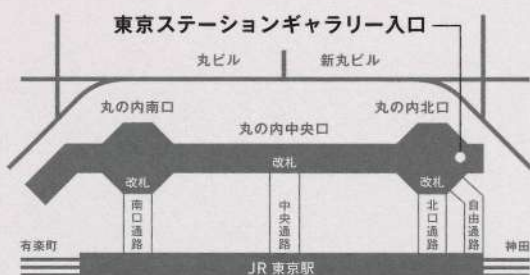 東京ステーションギャラリー入口
丸ビル
新丸ビル
丸の内南口
丸の内北口
丸の内中央口
改札
改札
改札
南口通路
中央通路
北口通路
自由通路
有楽町
神田
JR 東京駅